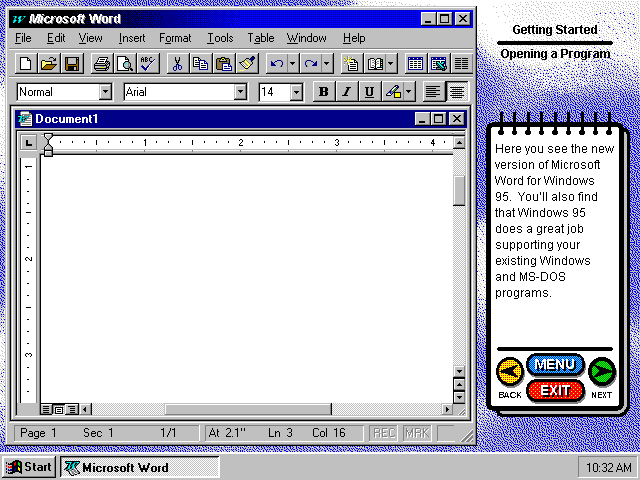 Microsoft Word
File Edit View Insert Format Tools Table Window Help
ABC
Normal Arial 14 B I U
Document1
1 2 3 4
1
2
3
Page 1 Sec 1 1/1 At 2.1" Ln 3 Col 16 REC MRK
Getting Started
Opening a Program
Here you see the new
version of Microsoft
Word for Windows
95. You'll also find
that Windows 95
does a great job
supporting your
existing Windows
and MS-DOS
programs.
MENU
EXIT
BACK NEXT
Start Microsoft Word 10:32 AM